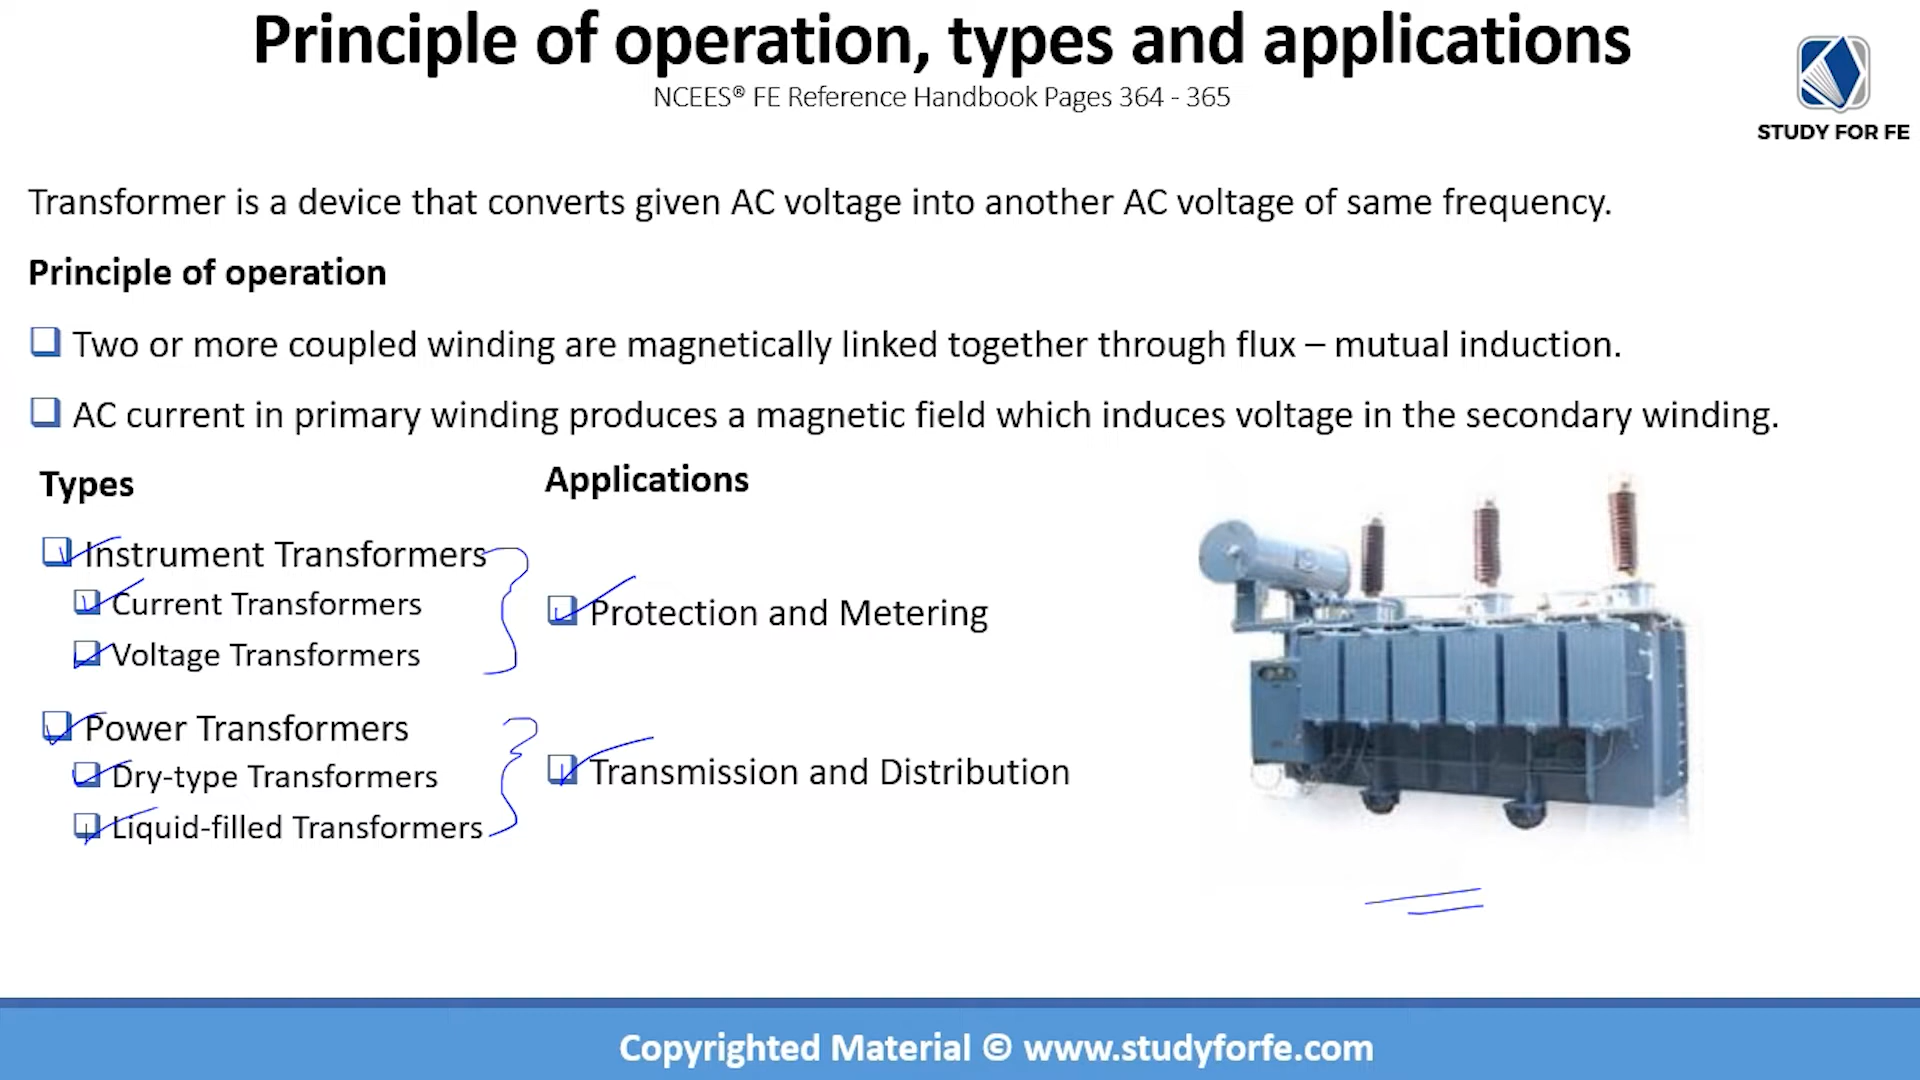 Principle of operation, types and applications
NCEES® FE Reference Handbook Pages 364 - 365
STUDY FOR FE
Transformer is a device that converts given AC voltage into another AC voltage of same frequency.
Principle of operation
Two or more coupled winding are magnetically linked together through flux – mutual induction.
AC current in primary winding produces a magnetic field which induces voltage in the secondary winding.
Types
Instrument Transformers
Current Transformers
Voltage Transformers
Power Transformers
Dry-type Transformers
Liquid-filled Transformers
Applications
Protection and Metering
Transmission and Distribution
Copyrighted Material © www.studyforfe.com